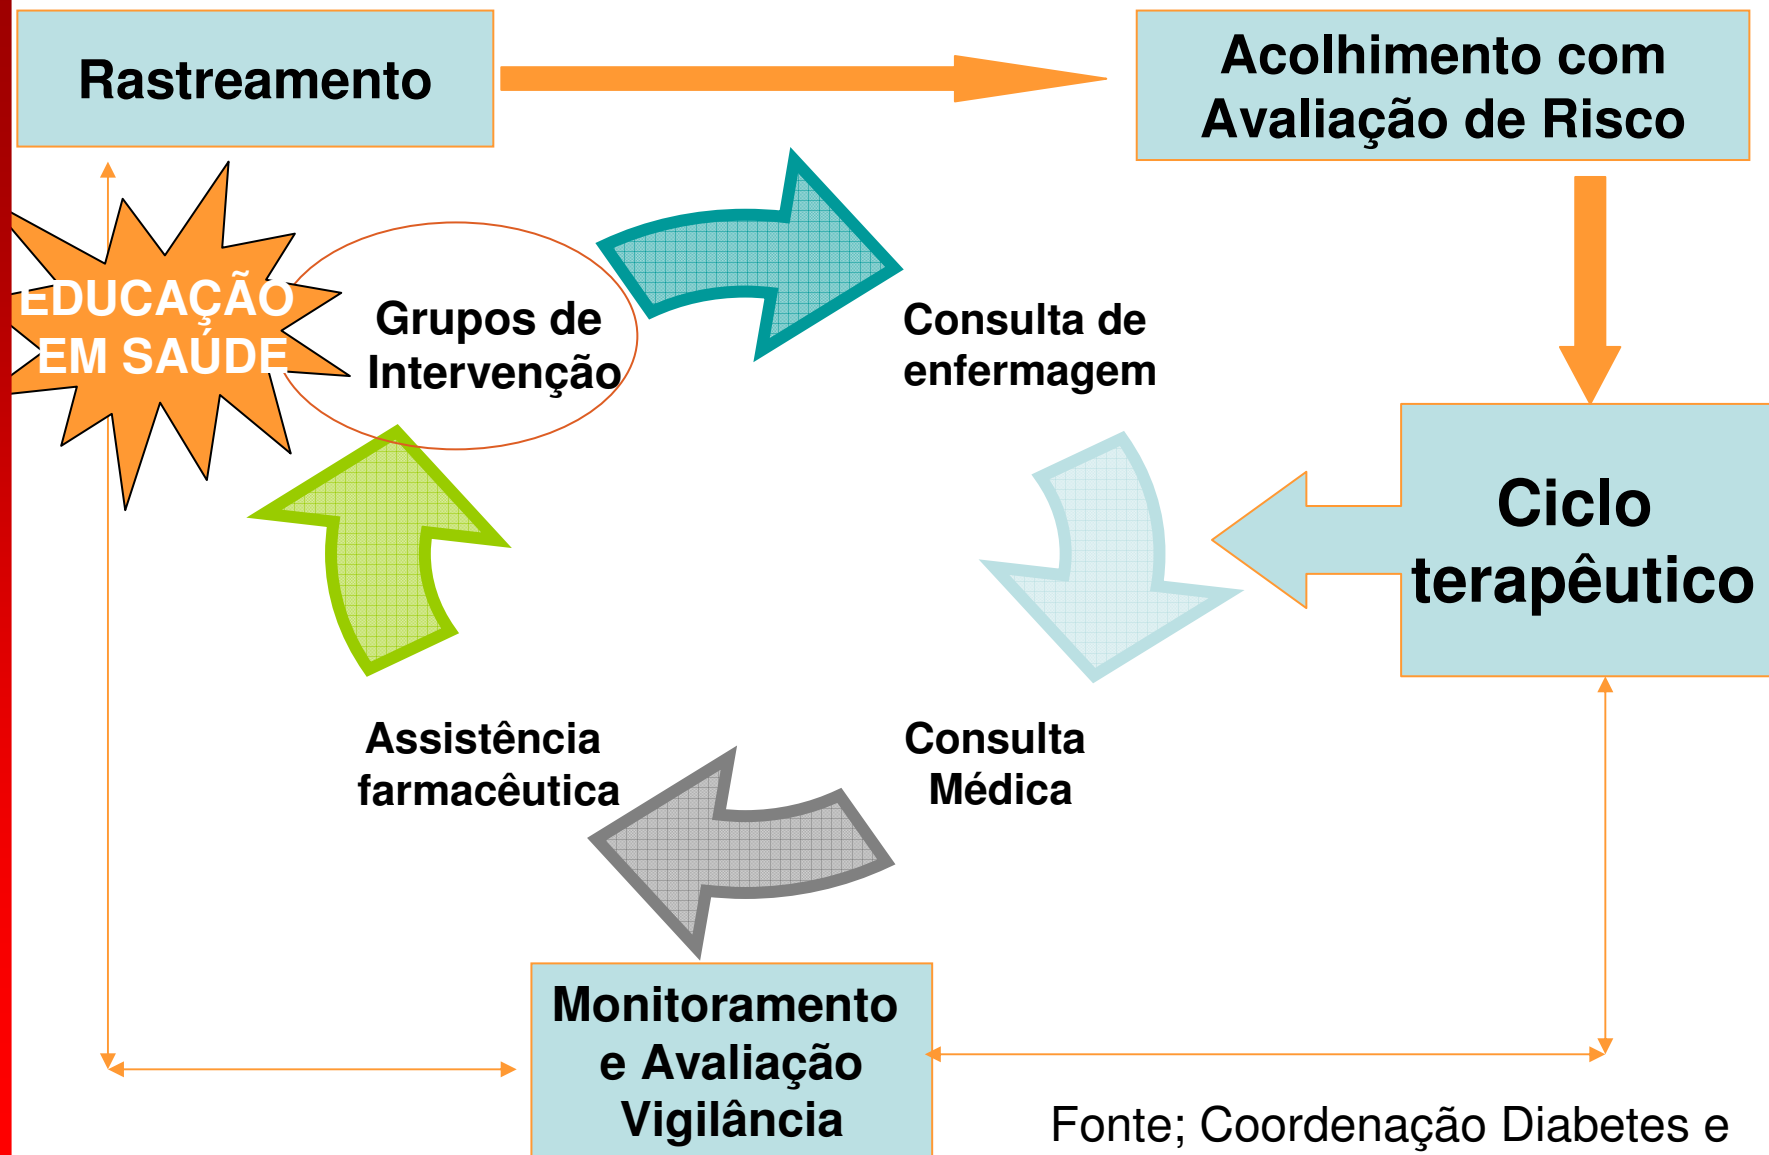 Rastreamento
Acolhimento com
Avaliação de Risco
EDUCAÇÃO
EM SAÚDE
Grupos de
Intervenção
Consulta de
enfermagem
Ciclo
terapêutico
Assistência
farmacêutica
Consulta
Médica
Monitoramento
e Avaliação
Vigilância
Fonte; Coordenação Diabetes e